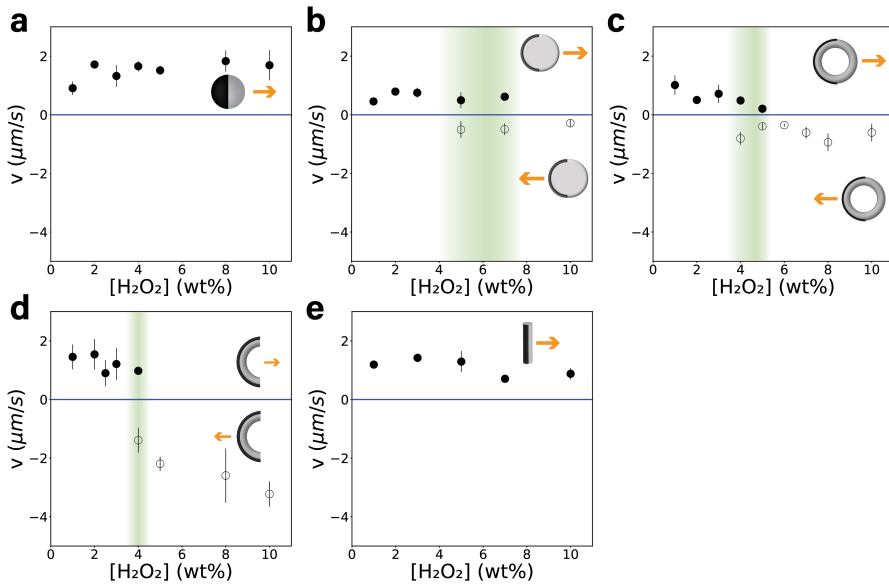 a
b
c
2
0
−2
−4
v (μm/s)
0 2 4 6 8 10
[H₂O₂] (wt%)
2
0
−2
−4
v (μm/s)
0 2 4 6 8 10
[H₂O₂] (wt%)
2
0
−2
−4
v (μm/s)
0 2 4 6 8 10
[H₂O₂] (wt%)
d
e
2
0
−2
−4
v (μm/s)
0 2 4 6 8 10
[H₂O₂] (wt%)
2
0
−2
−4
v (μm/s)
0 2 4 6 8 10
[H₂O₂] (wt%)